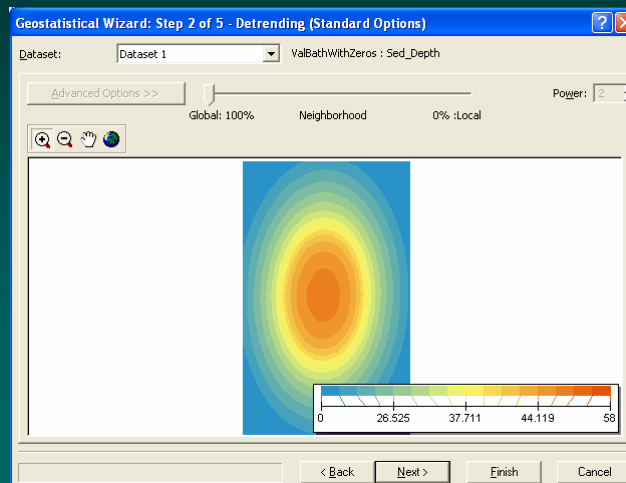 Geostatistical Wizard: Step 2 of 5 - Detrending (Standard Options)
Dataset: Dataset 1 ValBathWithZeros : Sed_Depth
Advanced Options >> Power: 2
Global: 100% Neighborhood 0% :Local
0 26.525 37.711 44.119 58
< Back Next > Finish Cancel